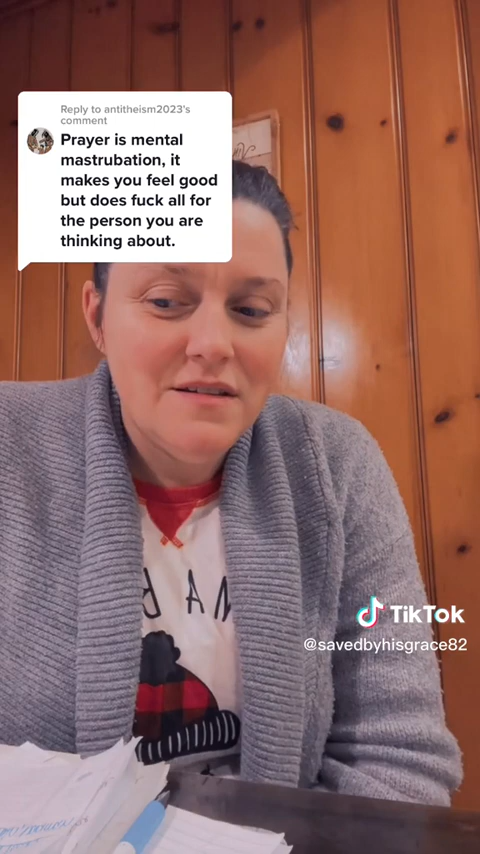 Reply to antitheism2023's
comment
Prayer is mental
mastrubation, it
makes you feel good
but does fuck all for
the person you are
thinking about.
TikTok
@savedbyhisgrace82